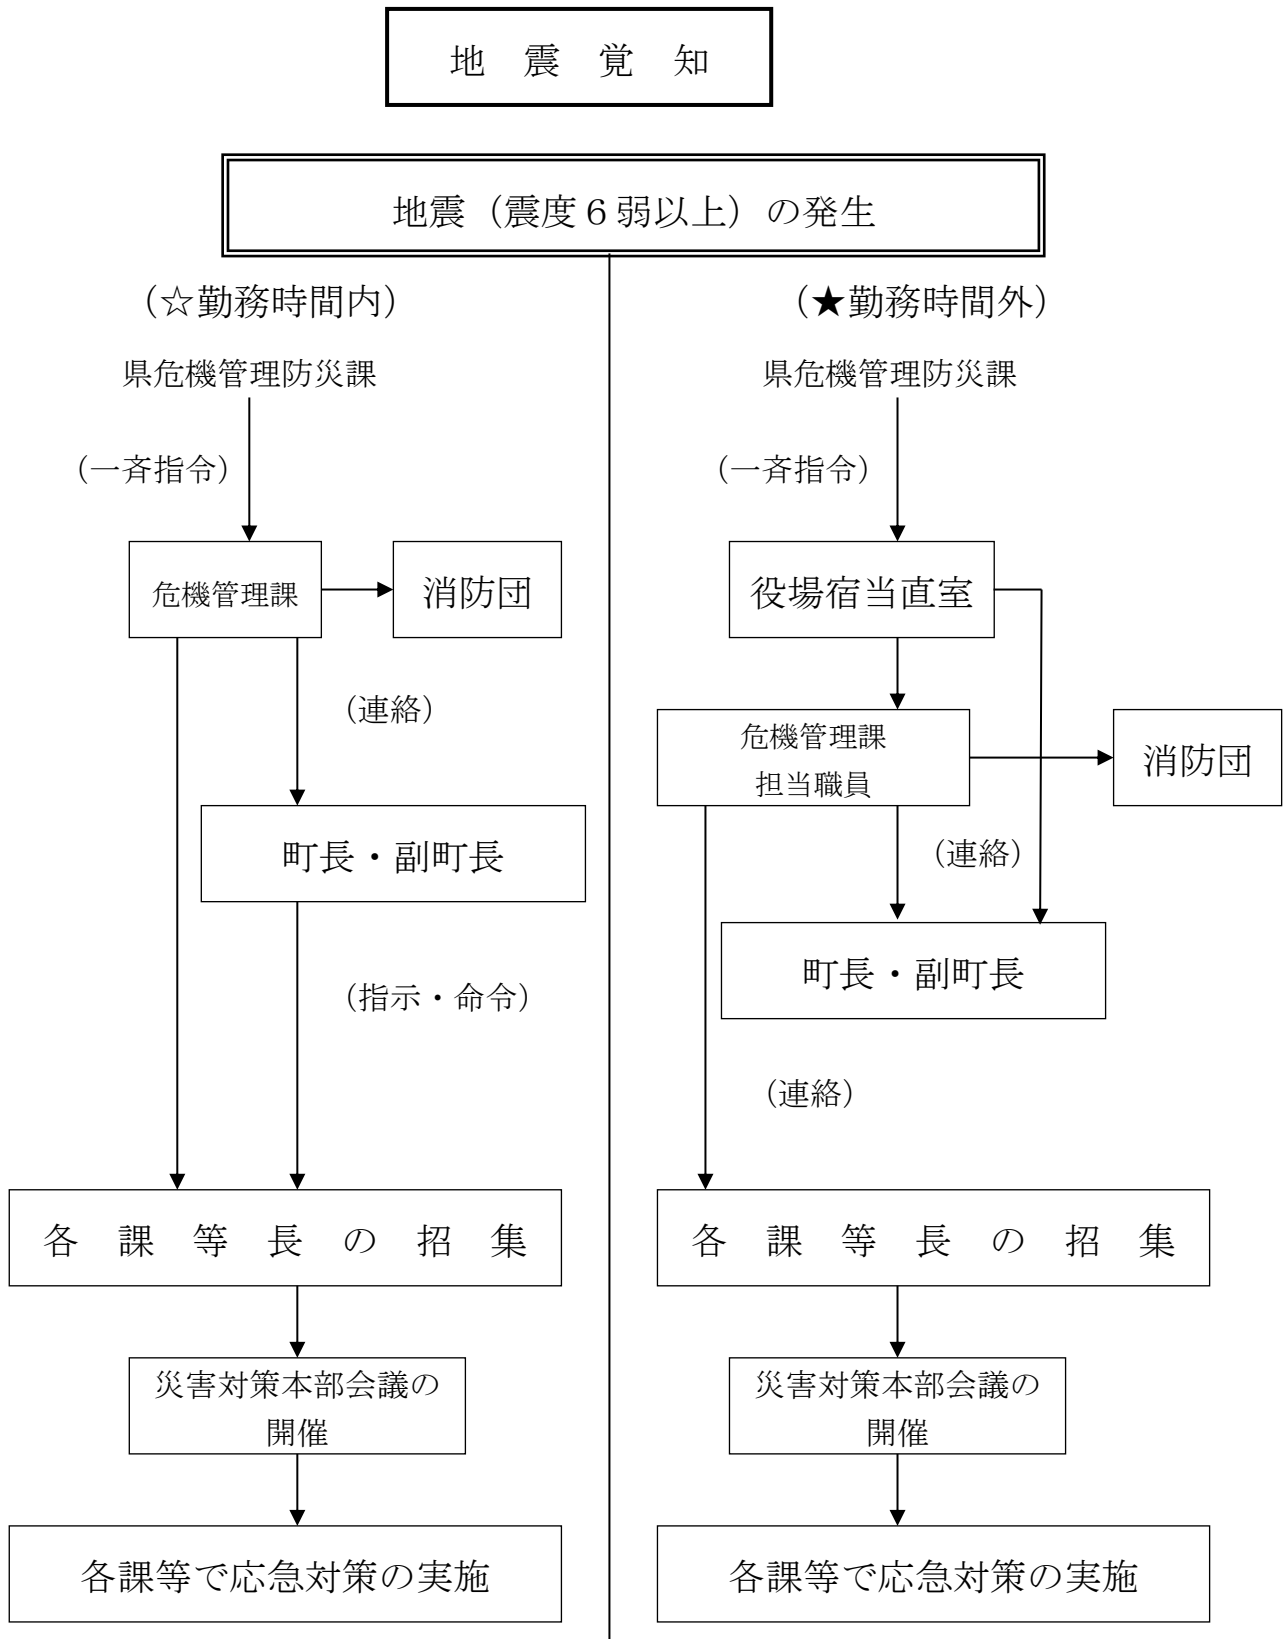 地　震　覚　知
地震（震度６弱以上）の発生
（☆勤務時間内）
県危機管理防災課
（一斉指令）
危機管理課
消防団
（連絡）
町長・副町長
（指示・命令）
各　課　等　長　の　招　集
災害対策本部会議の
開催
各課等で応急対策の実施
（★勤務時間外）
県危機管理防災課
（一斉指令）
役場宿当直室
危機管理課
担当職員
消防団
（連絡）
町長・副町長
（連絡）
各　課　等　長　の　招　集
災害対策本部会議の
開催
各課等で応急対策の実施